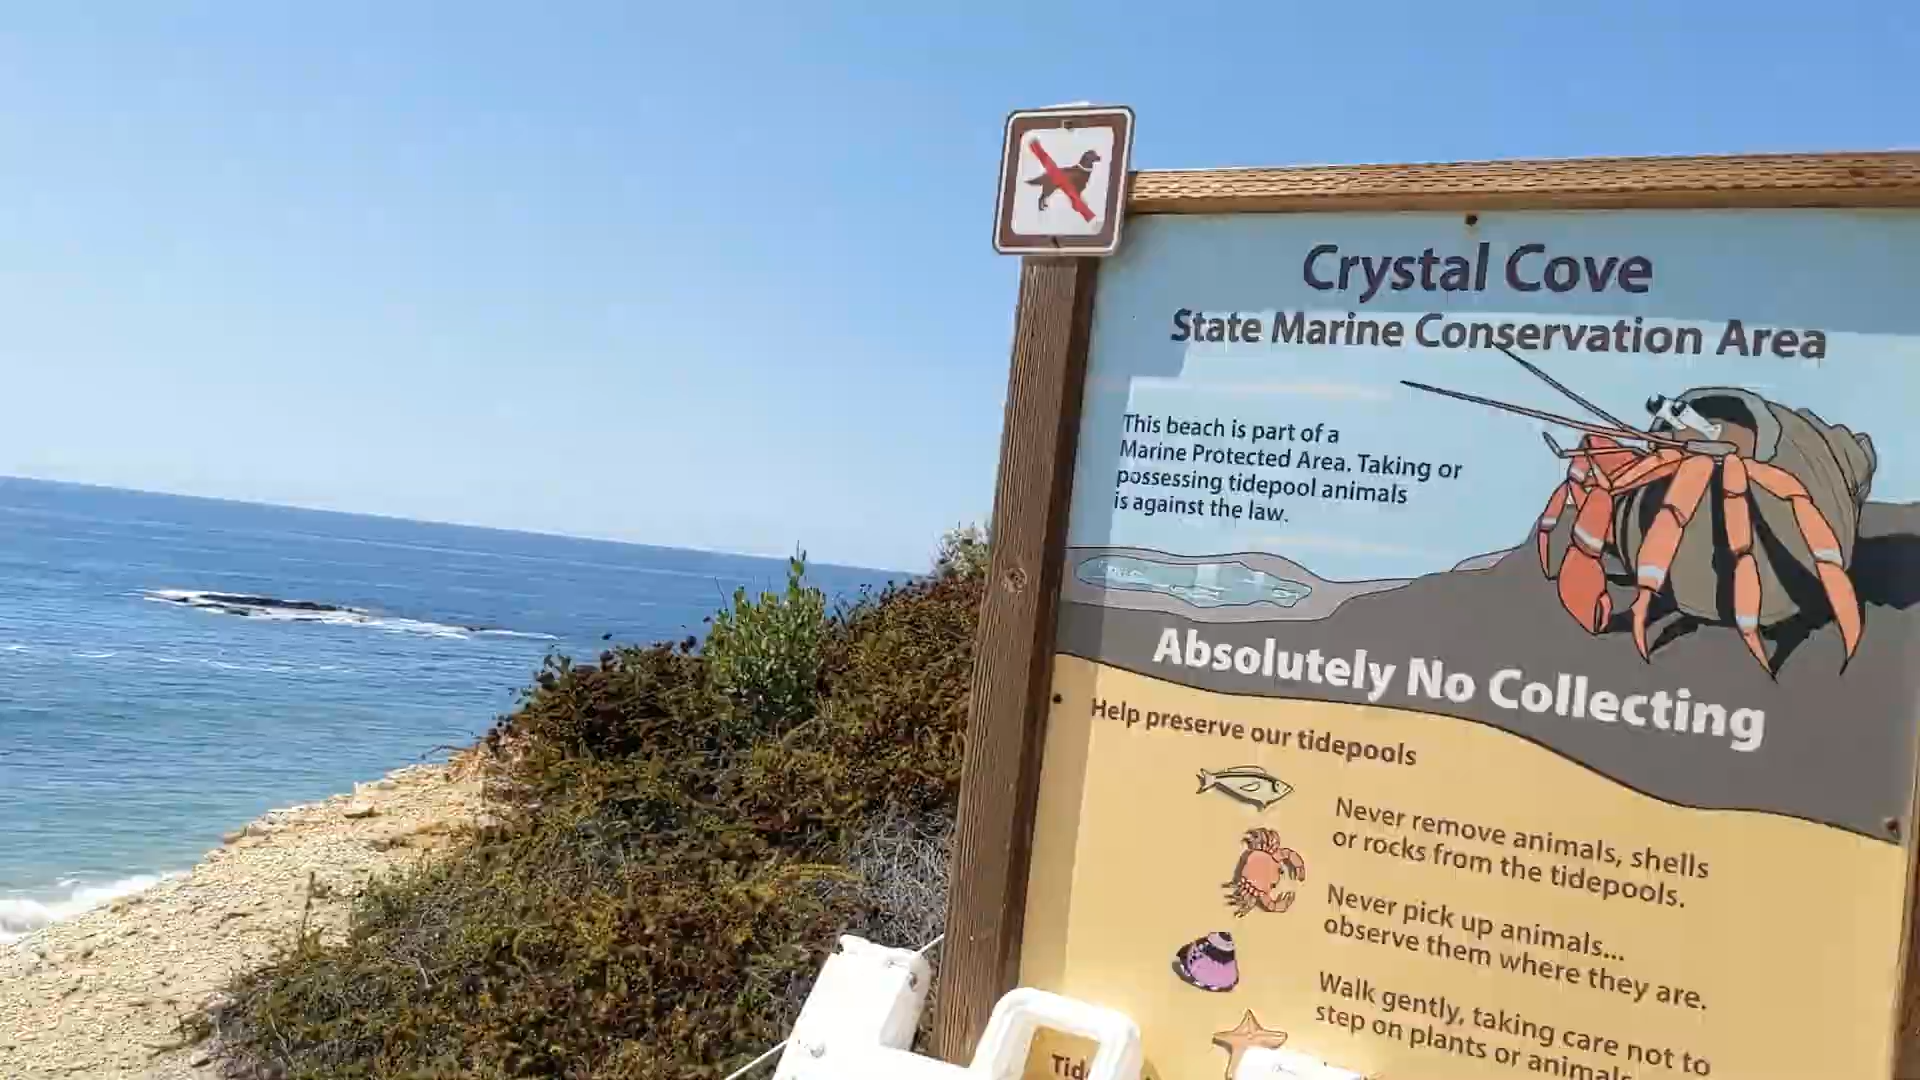 Crystal Cove
State Marine Conservation Area
This beach is part of a
Marine Protected Area. Taking or
possessing tidepool animals
is against the law.
Absolutely No Collecting
Help preserve our tidepools
Never remove animals, shells
or rocks from the tidepools.
Never pick up animals...
observe them where they are.
Walk gently, taking care not to
step on plants or